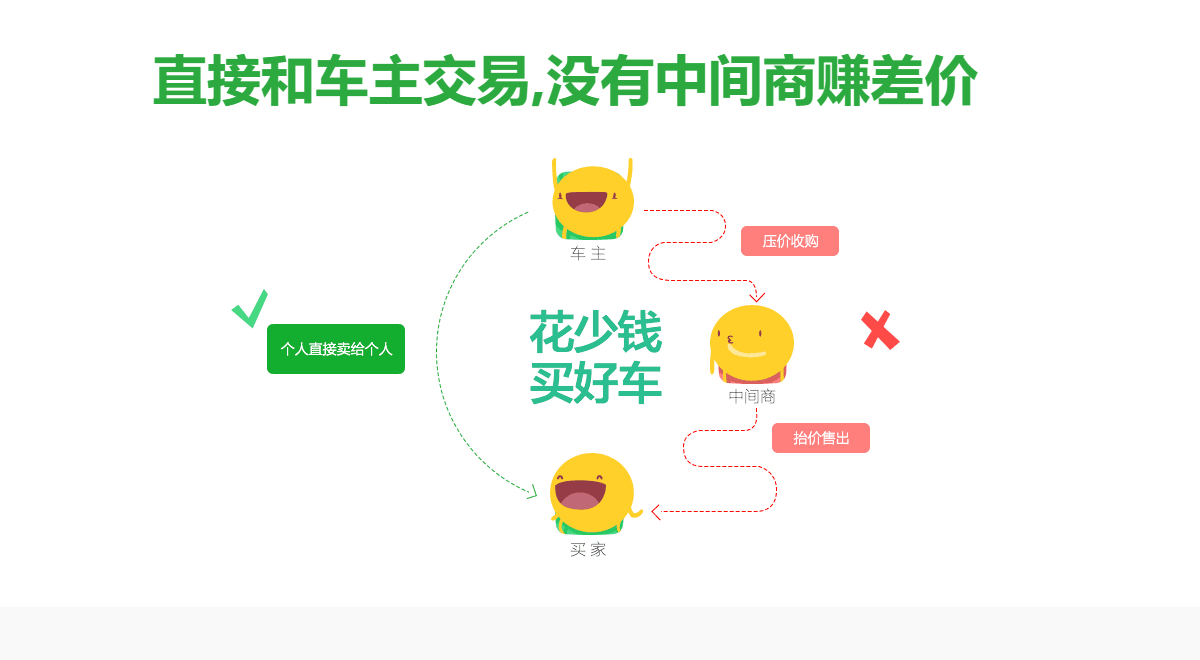 直接和车主交易,没有中间商赚差价
车主
压价收购
个人直接卖给个人
花少钱
买好车
中间商
抬价售出
买家